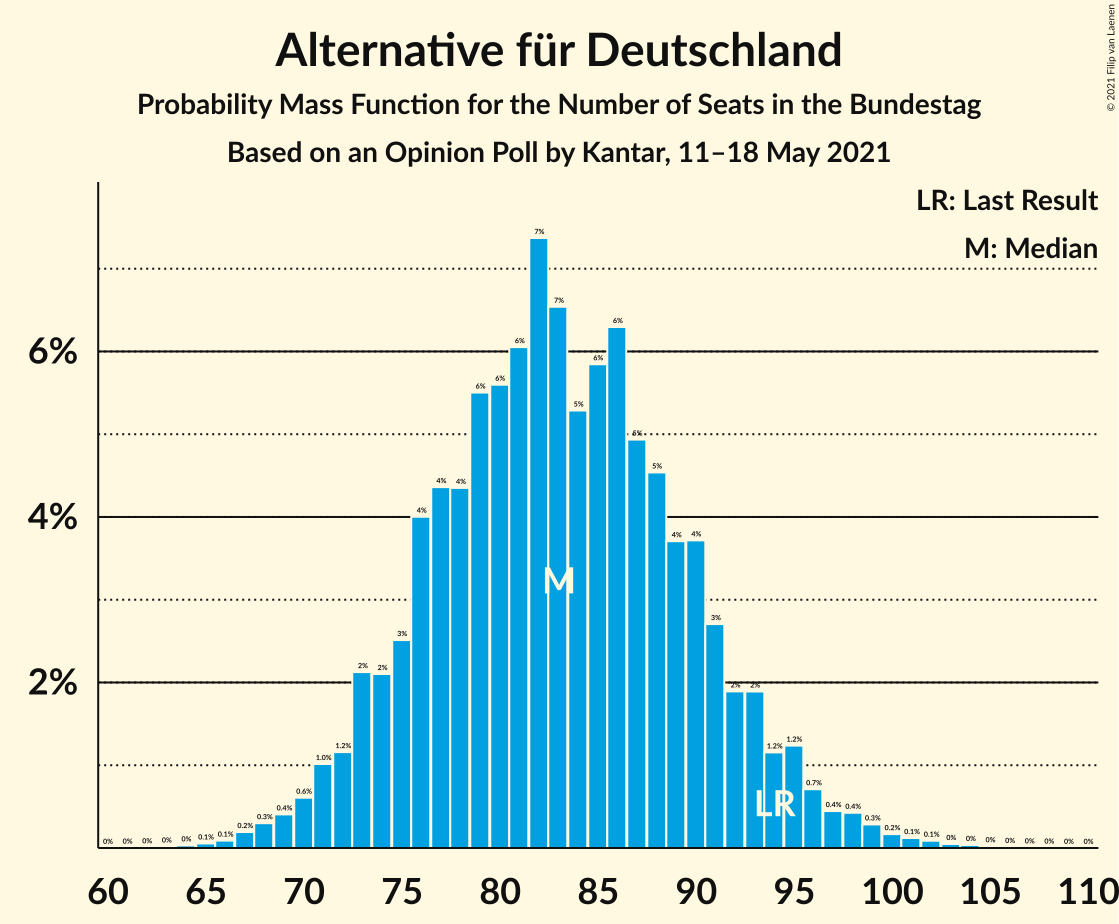 Alternative für Deutschland
Probability Mass Function for the Number of Seats in the Bundestag
Based on an Opinion Poll by Kantar, 11–18 May 2021
© 2021 Filip van Laenen
LR: Last Result
M: Median
6%
4%
2%
0% 0% 0% 0% 0% 0.1% 0.1% 0.2% 0.3% 0.4% 0.6% 1.0% 1.2% 2% 2% 3% 4% 4% 4% 6% 6% 6% 7% 7% 5% 6% 6% 5% 5% 4% 4% 3% 2% 2% 1.2% 1.2% 0.7% 0.4% 0.4% 0.3% 0.2% 0.1% 0.1% 0% 0% 0% 0% 0% 0% 0% 0%
M
LR
60 65 70 75 80 85 90 95 100 105 110